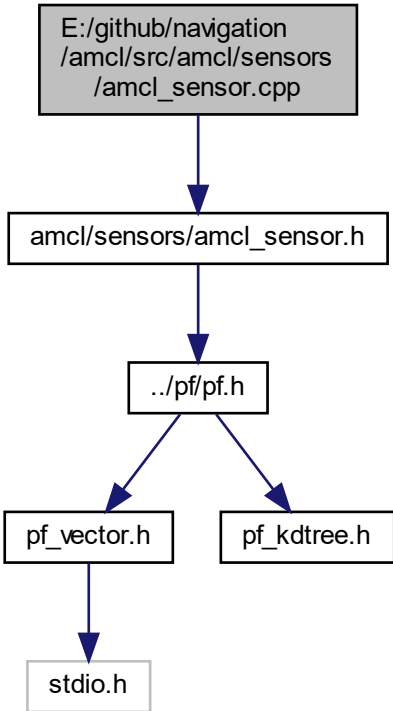 E:/github/navigation
/amcl/src/amcl/sensors
/amcl_sensor.cpp
amcl/sensors/amcl_sensor.h
../pf/pf.h
pf_vector.h
pf_kdtree.h
stdio.h